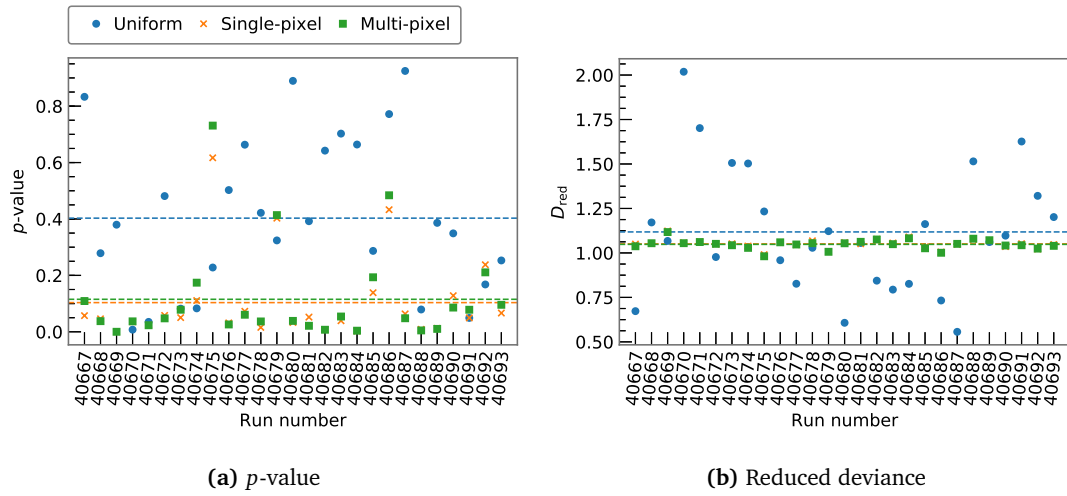 Uniform Single-pixel Multi-pixel
0.8
0.6
0.4
0.2
0.0
p-value
40667 40668 40669 40670 40671 40672 40673 40674 40675 40676 40677 40678 40679 40680 40681 40682 40683 40684 40685 40686 40687 40688 40689 40690 40691 40692 40693
Run number
(a) p-value
2.00
1.75
1.50
1.25
1.00
0.75
0.50
D_red
40667 40668 40669 40670 40671 40672 40673 40674 40675 40676 40677 40678 40679 40680 40681 40682 40683 40684 40685 40686 40687 40688 40689 40690 40691 40692 40693
Run number
(b) Reduced deviance